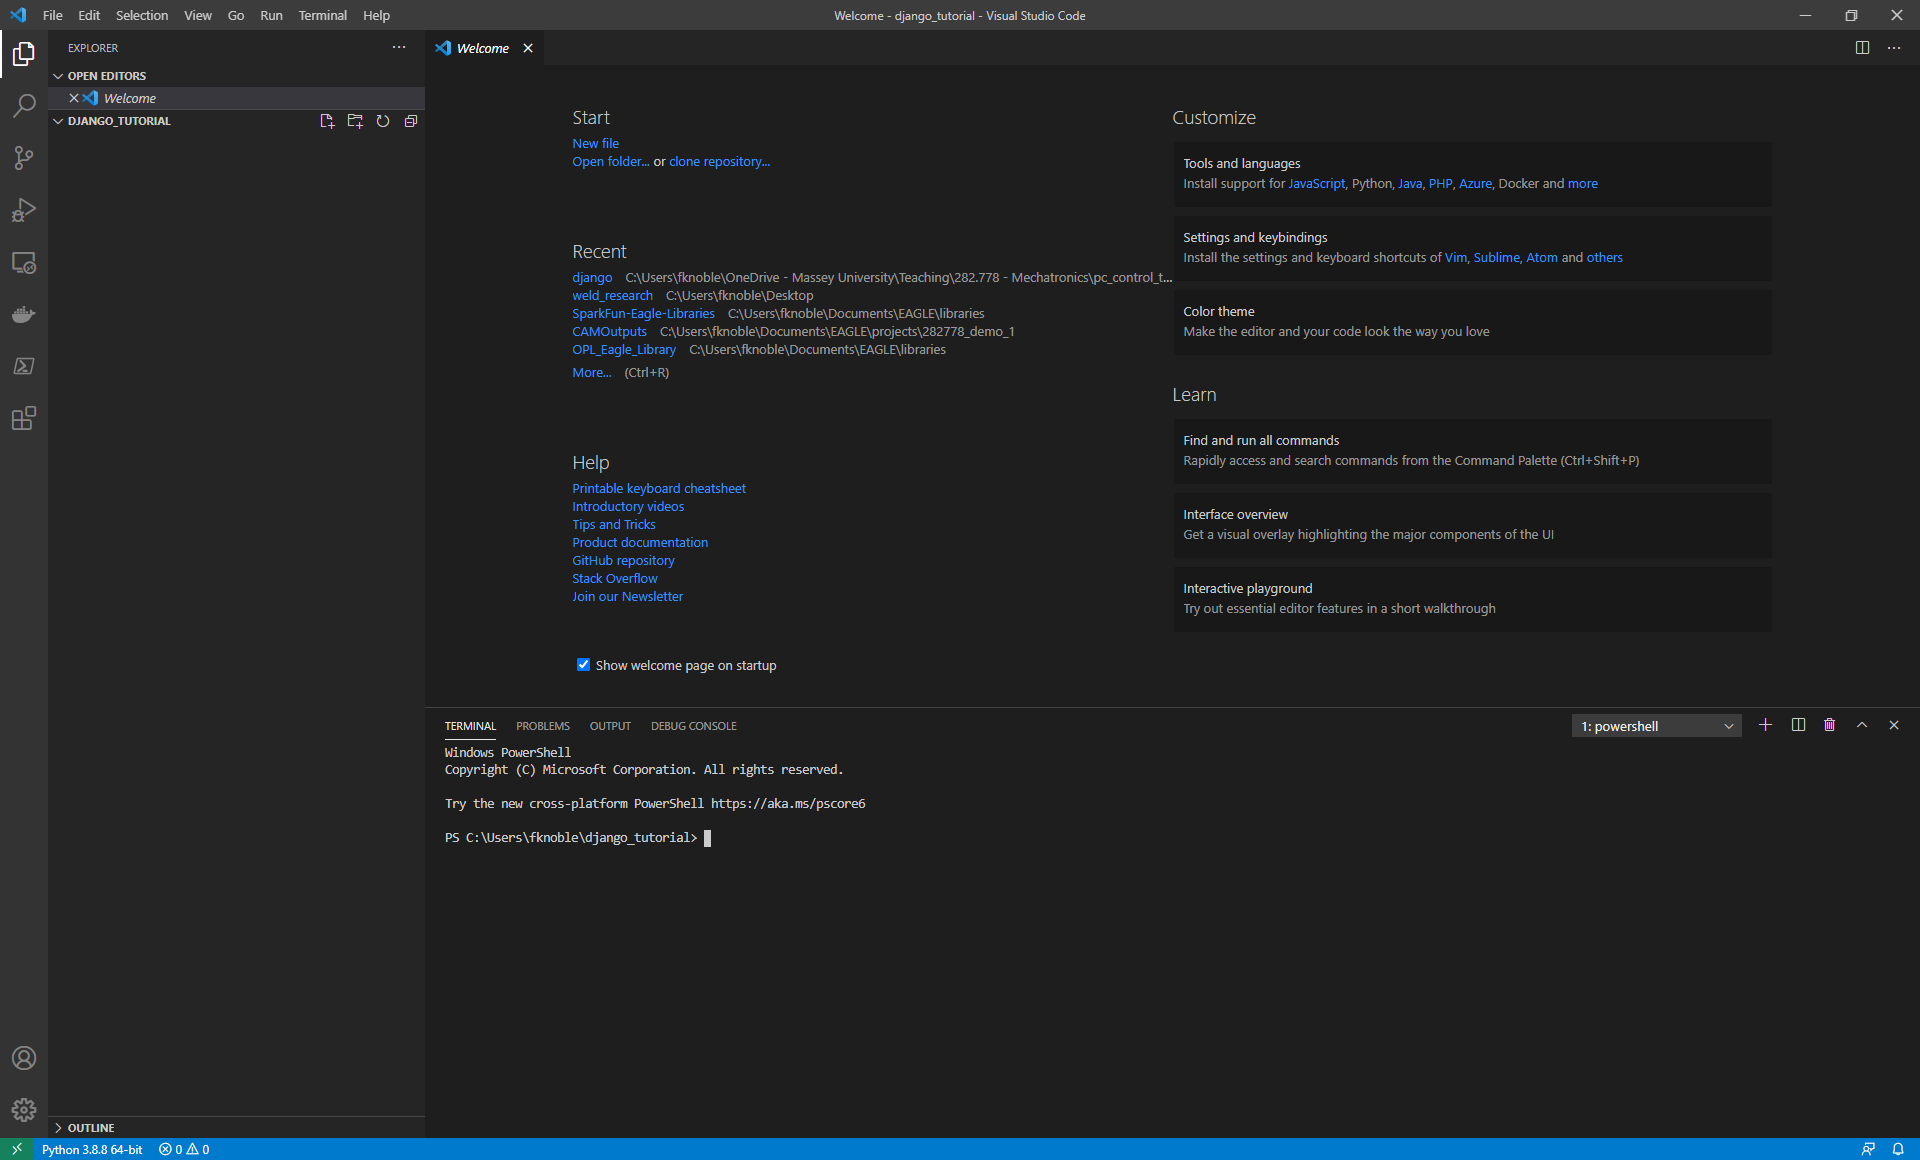 File Edit Selection View Go Run Terminal Help
Welcome - django_tutorial - Visual Studio Code
EXPLORER
OPEN EDITORS
Welcome
DJANGO_TUTORIAL
OUTLINE
Welcome
Start
New file
Open folder... or clone repository...
Recent
django C:\Users\fknoble\OneDrive - Massey University\Teaching\282.778 - Mechatronics\pc_control_t...
weld_research C:\Users\fknoble\Desktop
SparkFun-Eagle-Libraries C:\Users\fknoble\Documents\EAGLE\libraries
CAMOutputs C:\Users\fknoble\Documents\EAGLE\projects\282778_demo_1
OPL_Eagle_Library C:\Users\fknoble\Documents\EAGLE\libraries
More... (Ctrl+R)
Help
Printable keyboard cheatsheet
Introductory videos
Tips and Tricks
Product documentation
GitHub repository
Stack Overflow
Join our Newsletter
Show welcome page on startup
Customize
Tools and languages
Install support for JavaScript, Python, Java, PHP, Azure, Docker and more
Settings and keybindings
Install the settings and keyboard shortcuts of Vim, Sublime, Atom and others
Color theme
Make the editor and your code look the way you love
Learn
Find and run all commands
Rapidly access and search commands from the Command Palette (Ctrl+Shift+P)
Interface overview
Get a visual overlay highlighting the major components of the UI
Interactive playground
Try out essential editor features in a short walkthrough
TERMINAL PROBLEMS OUTPUT DEBUG CONSOLE
1: powershell
Windows PowerShell
Copyright (C) Microsoft Corporation. All rights reserved.
Try the new cross-platform PowerShell https://aka.ms/pscore6
PS C:\Users\fknoble\django_tutorial>
Python 3.8.8 64-bit 0 0